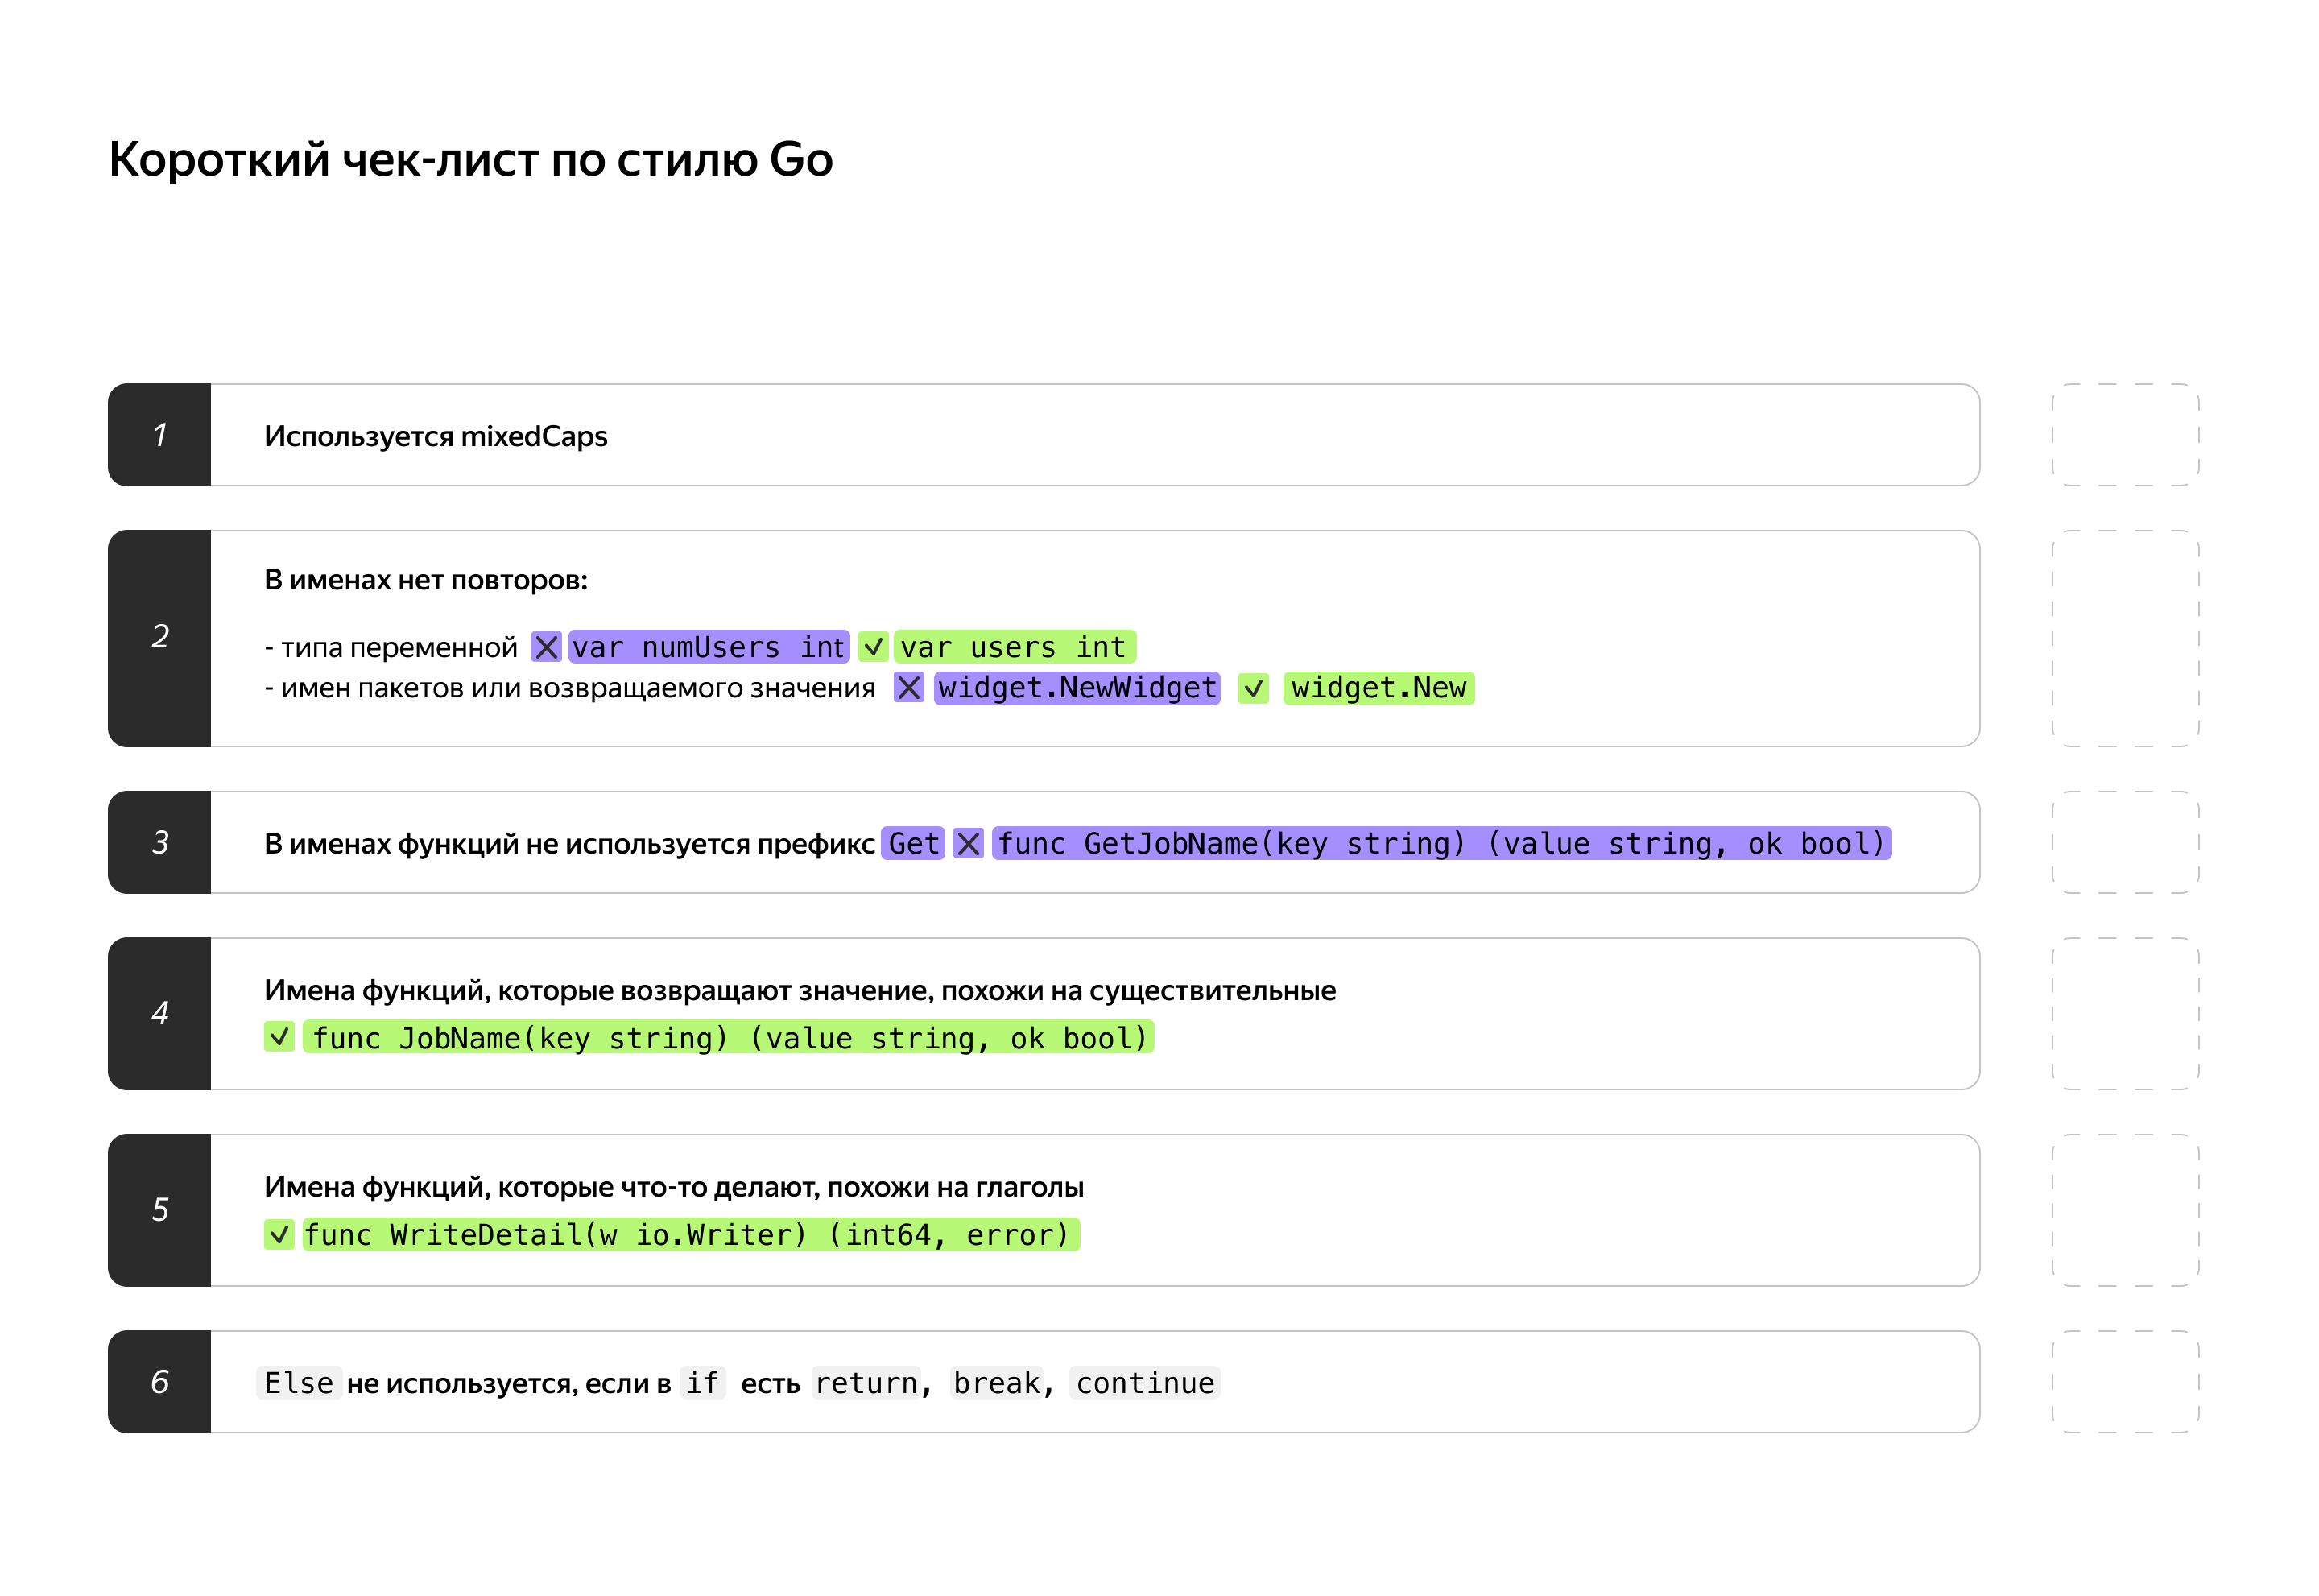 Короткий чек-лист по стилю Go
1
Используется mixedCaps
2
В именах нет повторов:
- типа переменной var numUsers int var users int
- имен пакетов или возвращаемого значения widget.NewWidget widget.New
3
В именах функций не используется префикс Get func GetJobName(key string) (value string, ok bool)
4
Имена функций, которые возвращают значение, похожи на существительные
func JobName(key string) (value string, ok bool)
5
Имена функций, которые что-то делают, похожи на глаголы
func WriteDetail(w io.Writer) (int64, error)
6
Else не используется, если в if есть return, break, continue